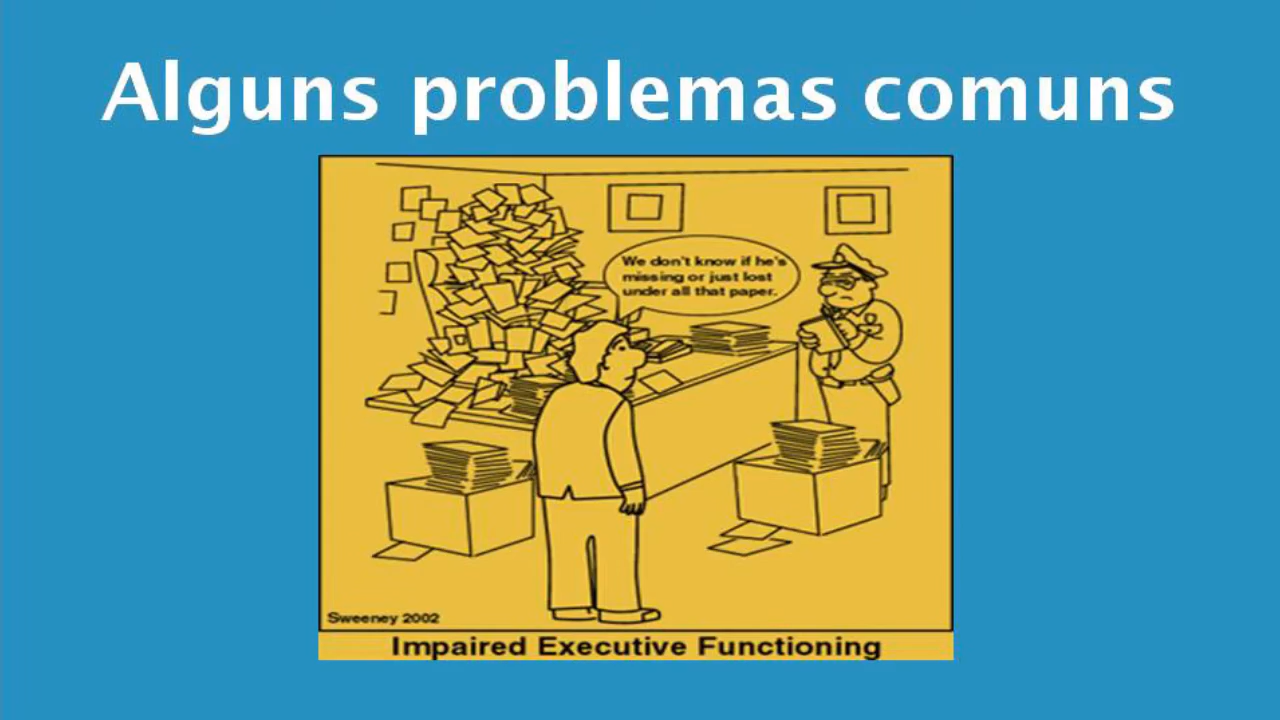 Alguns problemas comuns
We don't know if he's
missing or just lost
under all that paper.
Sweeney 2002
Impaired Executive Functioning